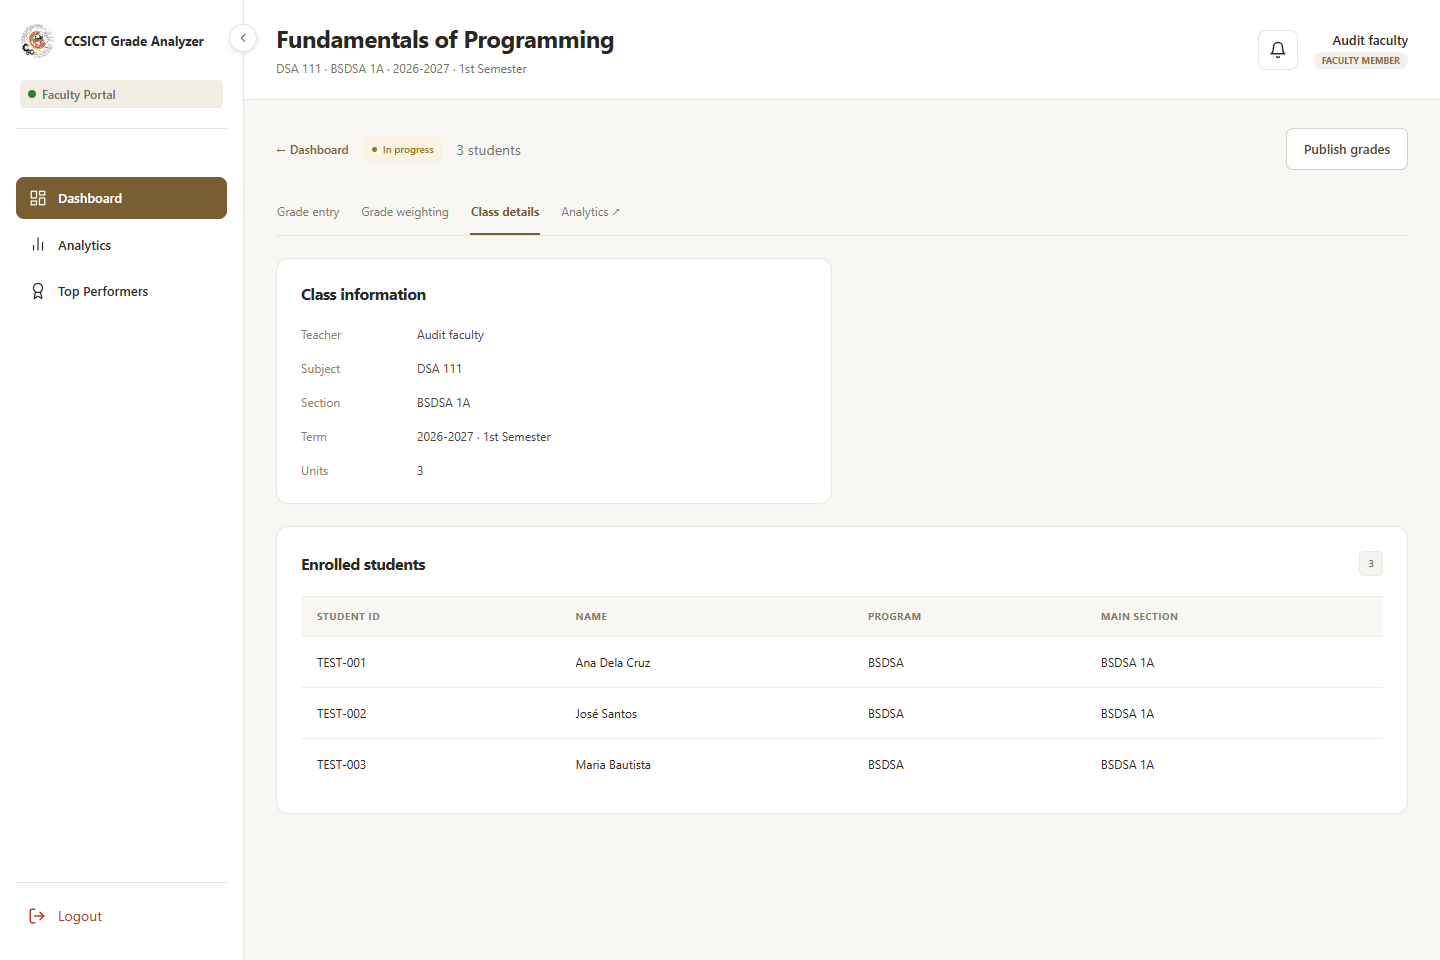 CCSICT Grade Analyzer
Faculty Portal
Dashboard
Analytics
Top Performers
Logout
Fundamentals of Programming
DSA 111 · BSDSA 1A · 2026-2027 · 1st Semester
Audit faculty
FACULTY MEMBER
← Dashboard
In progress
3 students
Publish grades
Grade entry
Grade weighting
Class details
Analytics ↗
Class information
Teacher Audit faculty
Subject DSA 111
Section BSDSA 1A
Term 2026-2027 · 1st Semester
Units 3
Enrolled students
3
STUDENT ID NAME PROGRAM MAIN SECTION
TEST-001 Ana Dela Cruz BSDSA BSDSA 1A
TEST-002 José Santos BSDSA BSDSA 1A
TEST-003 Maria Bautista BSDSA BSDSA 1A